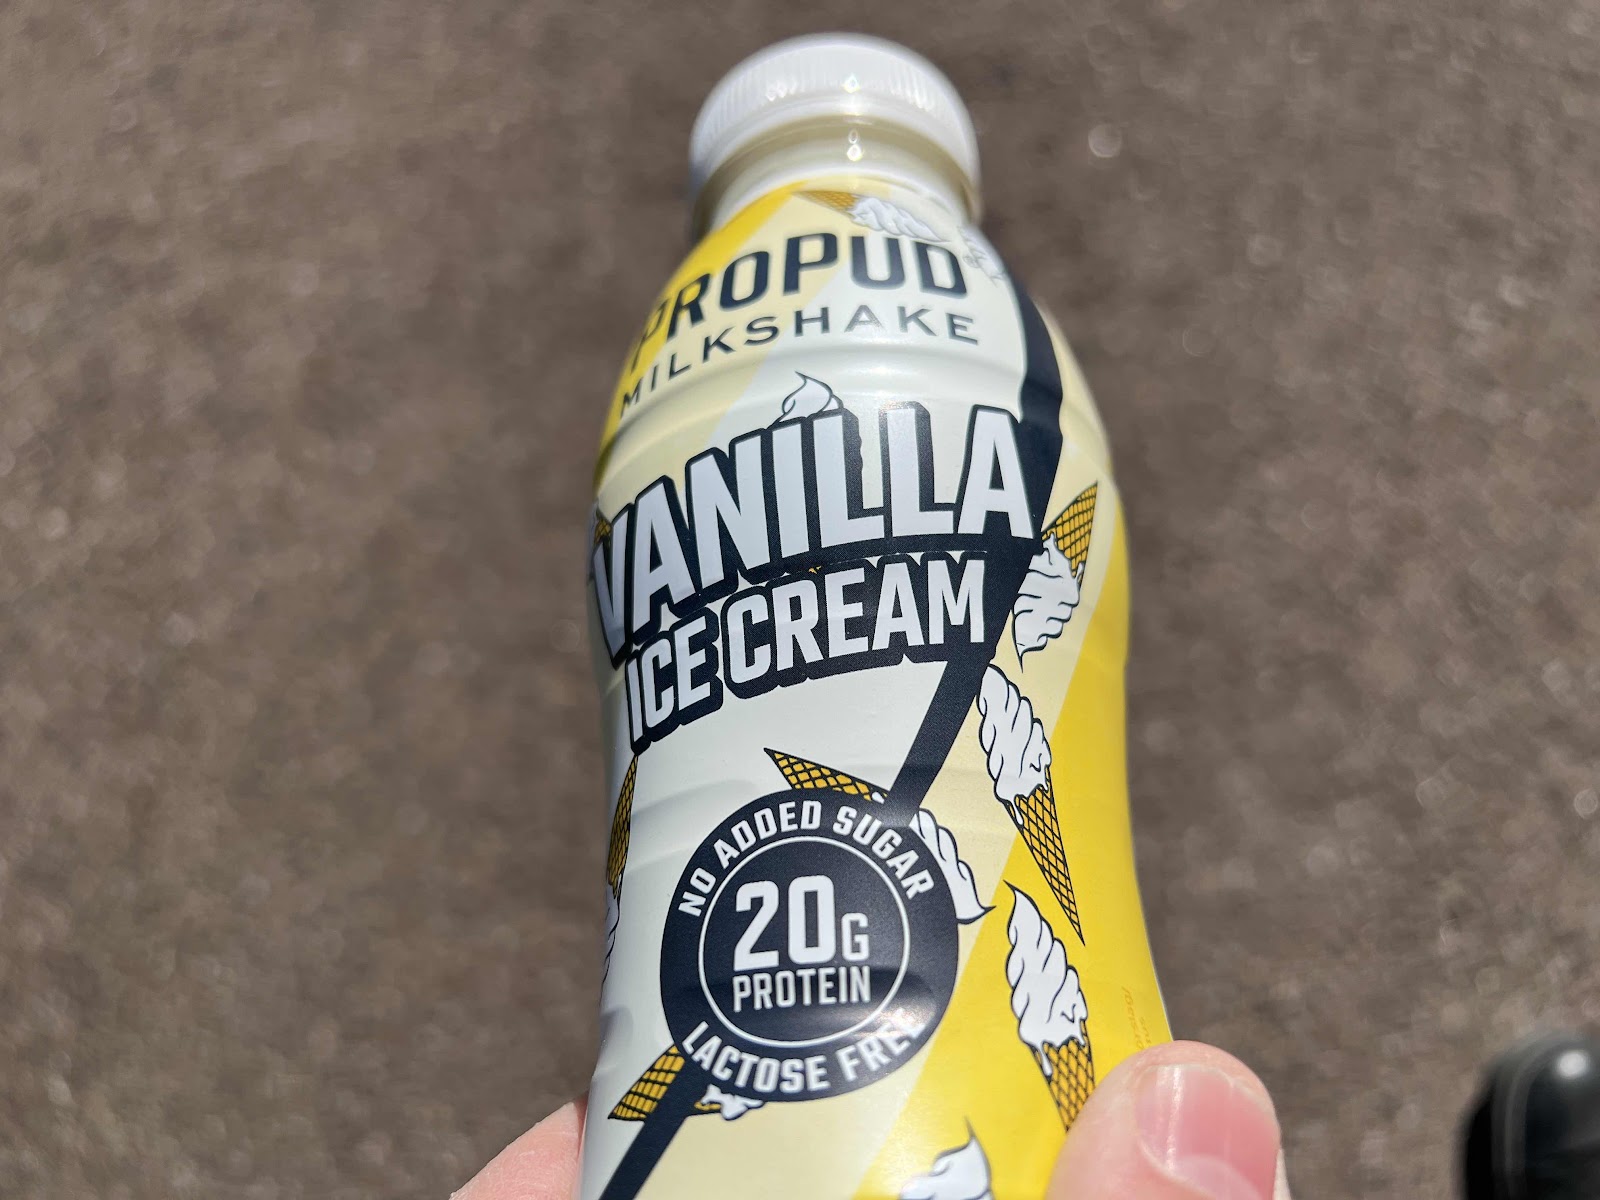 PROPUD®
MILKSHAKE
VANILLA
ICE CREAM
NO ADDED SUGAR
20G
PROTEIN
LACTOSE FREE